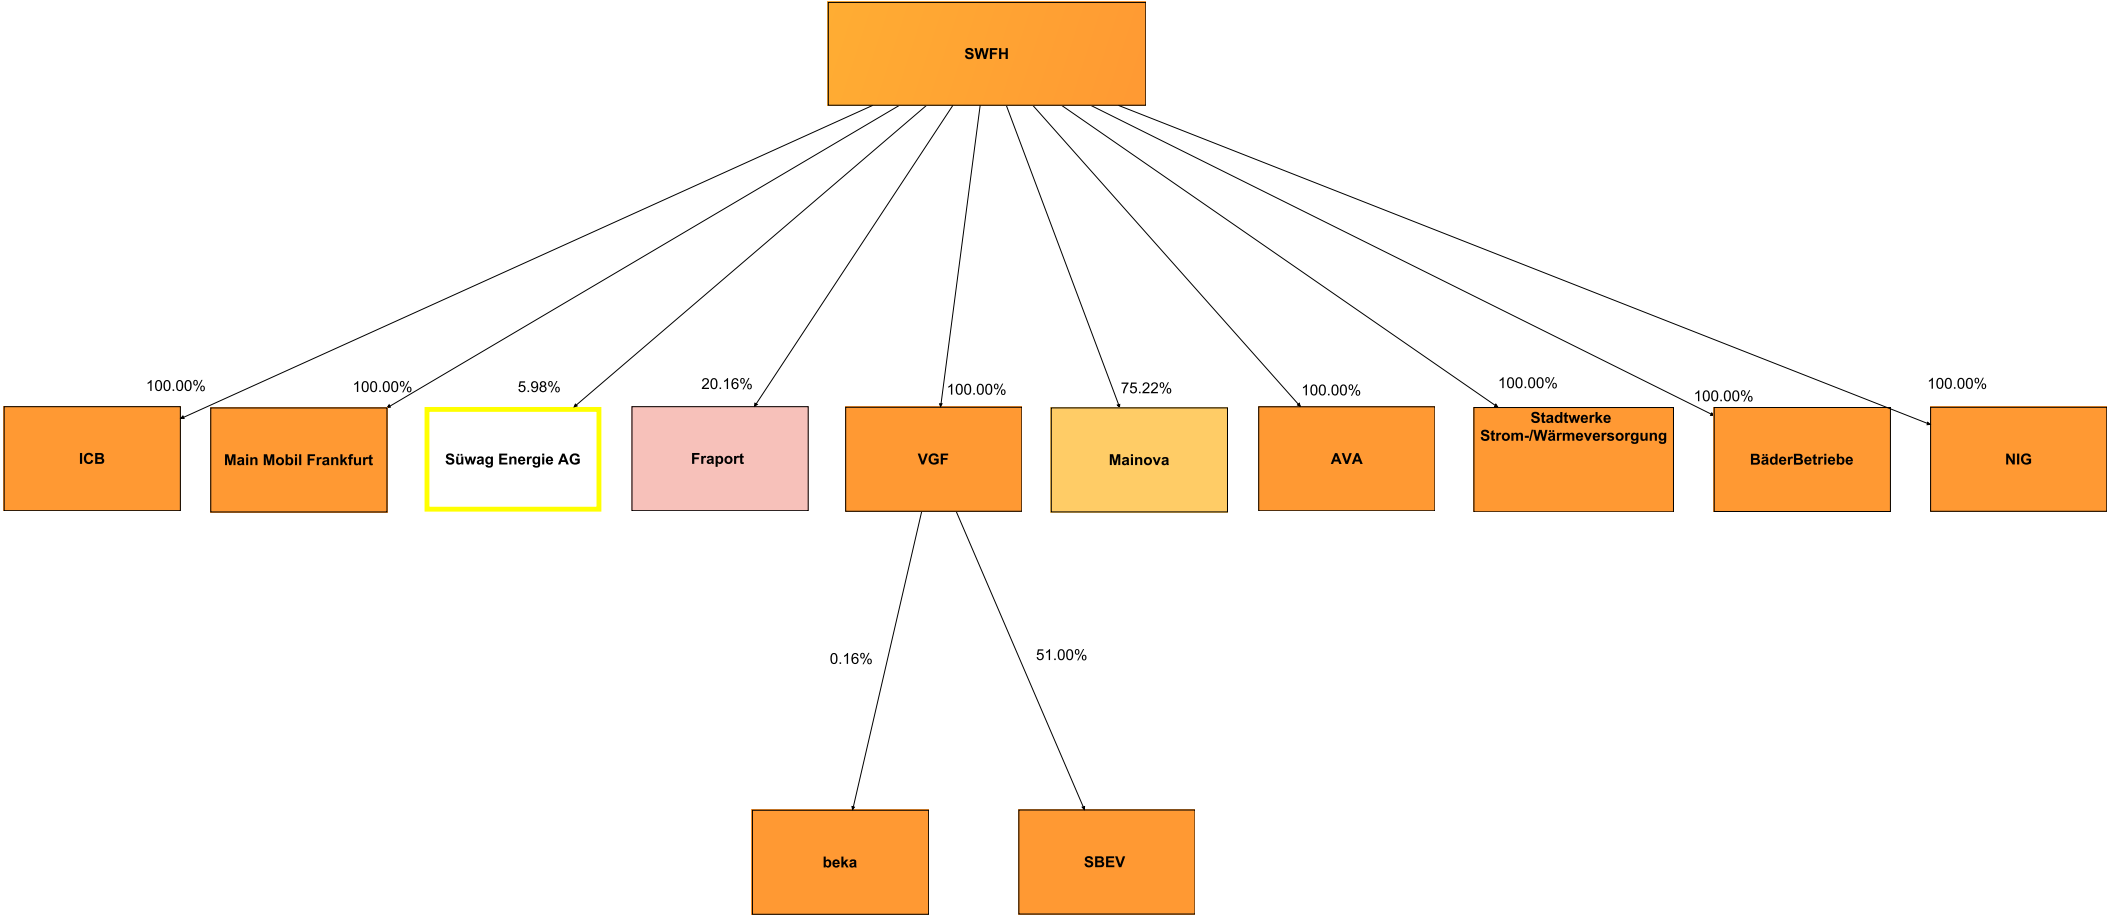 SWFH
100.00%
100.00%
5.98%
20.16%
100.00%
75.22%
100.00%
100.00%
100.00%
100.00%
ICB
Main Mobil Frankfurt
Süwag Energie AG
Fraport
VGF
Mainova
AVA
Stadtwerke
Strom-/Wärmeversorgung
BäderBetriebe
NIG
0.16%
51.00%
beka
SBEV